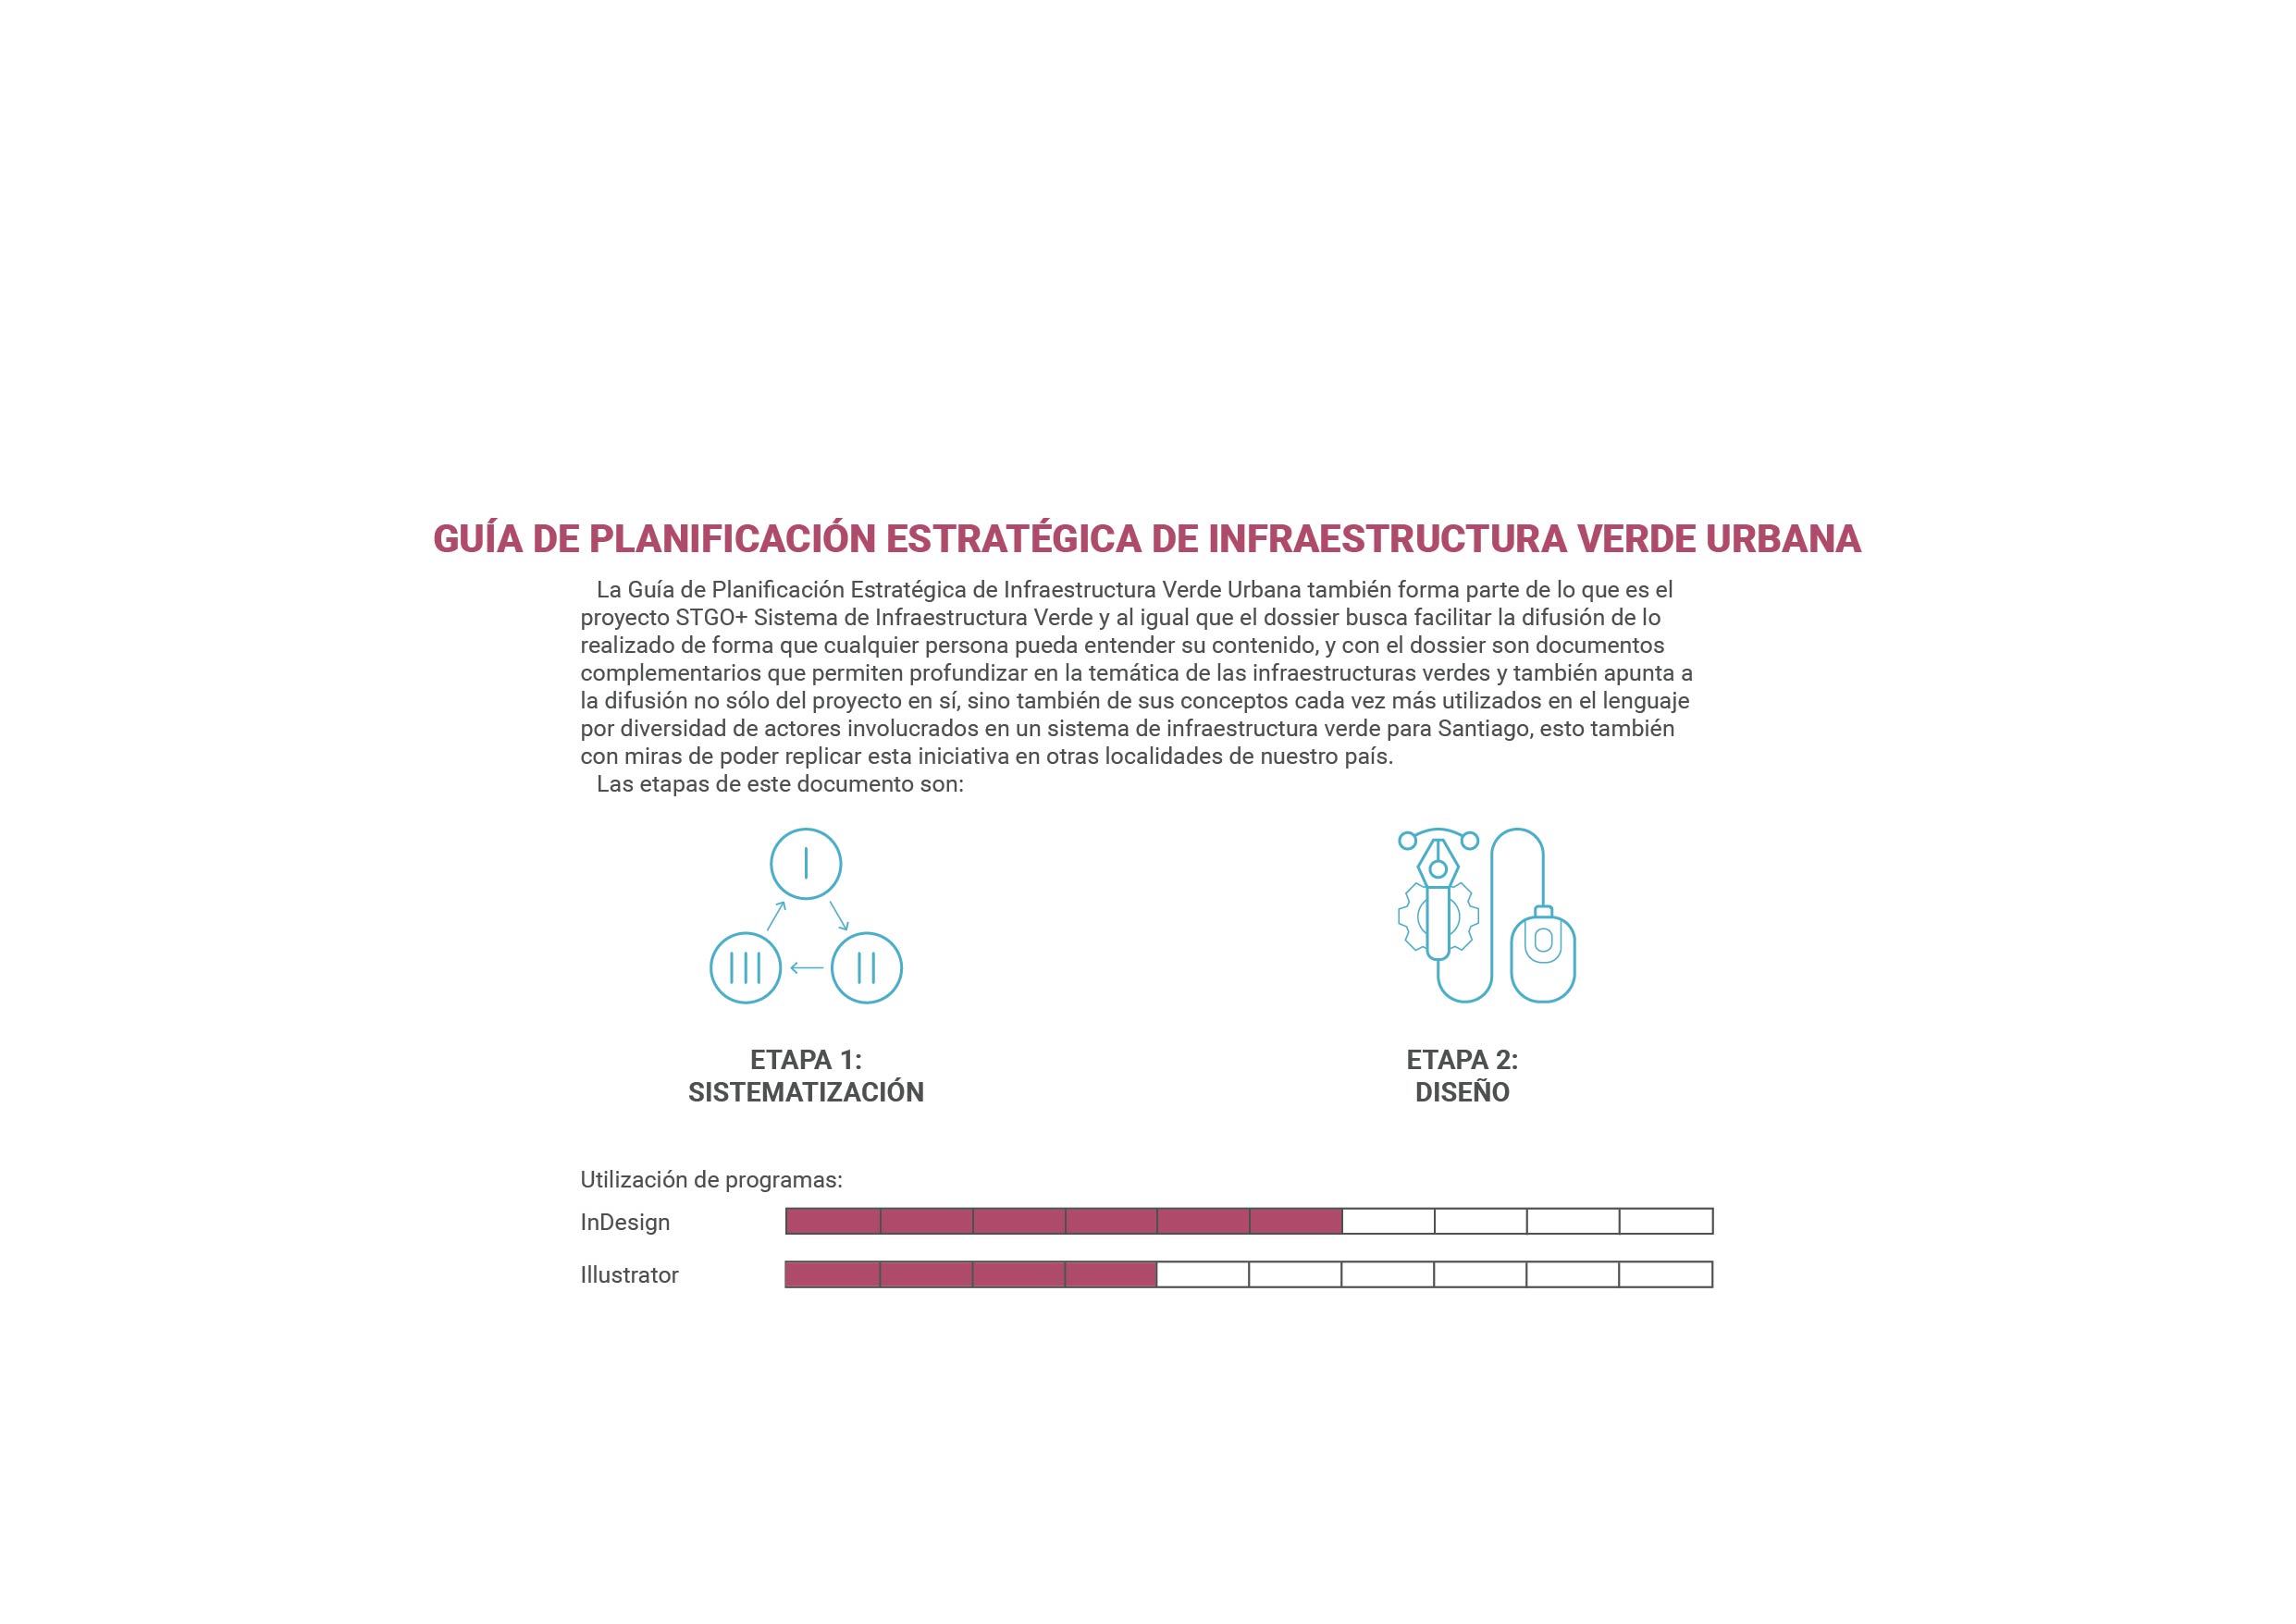 GUÍA DE PLANIFICACIÓN ESTRATÉGICA DE INFRAESTRUCTURA VERDE URBANA
La Guía de Planificación Estratégica de Infraestructura Verde Urbana también forma parte de lo que es el
proyecto STGO+ Sistema de Infraestructura Verde y al igual que el dossier busca facilitar la difusión de lo
realizado de forma que cualquier persona pueda entender su contenido, y con el dossier son documentos
complementarios que permiten profundizar en la temática de las infraestructuras verdes y también apunta a
la difusión no sólo del proyecto en sí, sino también de sus conceptos cada vez más utilizados en el lenguaje
por diversidad de actores involucrados en un sistema de infraestructura verde para Santiago, esto también
con miras de poder replicar esta iniciativa en otras localidades de nuestro país.
Las etapas de este documento son:
I
III
II
ETAPA 1:
SISTEMATIZACIÓN
ETAPA 2:
DISEÑO
Utilización de programas:
InDesign
Illustrator